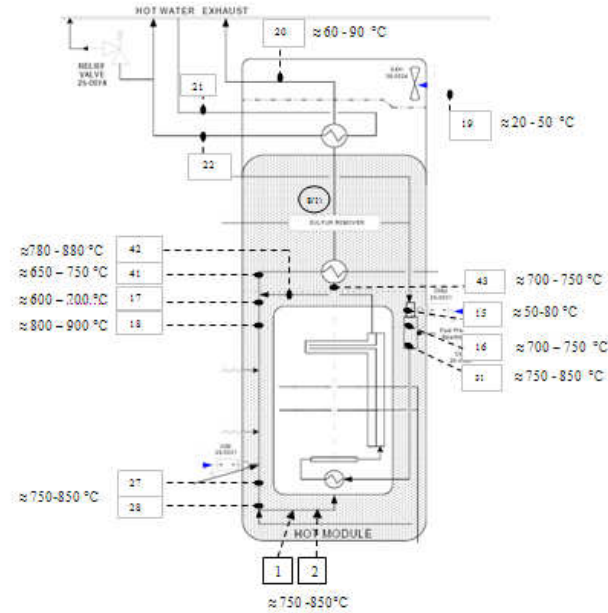 HOT WATER EXHAUST
20 ≈60 - 90 °C
RELIEF
VALVE
21
19 ≈20 - 50 °C
22
SULFUR REMOVER
≈780 - 880 °C 42
≈650 – 750 °C 41
43 ≈700 - 750 °C
≈600 – 700 °C 17
15 ≈50-80 °C
≈800 – 900 °C 18
16 ≈700 – 750 °C
≈750 - 850 °C
≈750-850 °C 27
28
HOT MODULE
1 2
≈750 -850°C